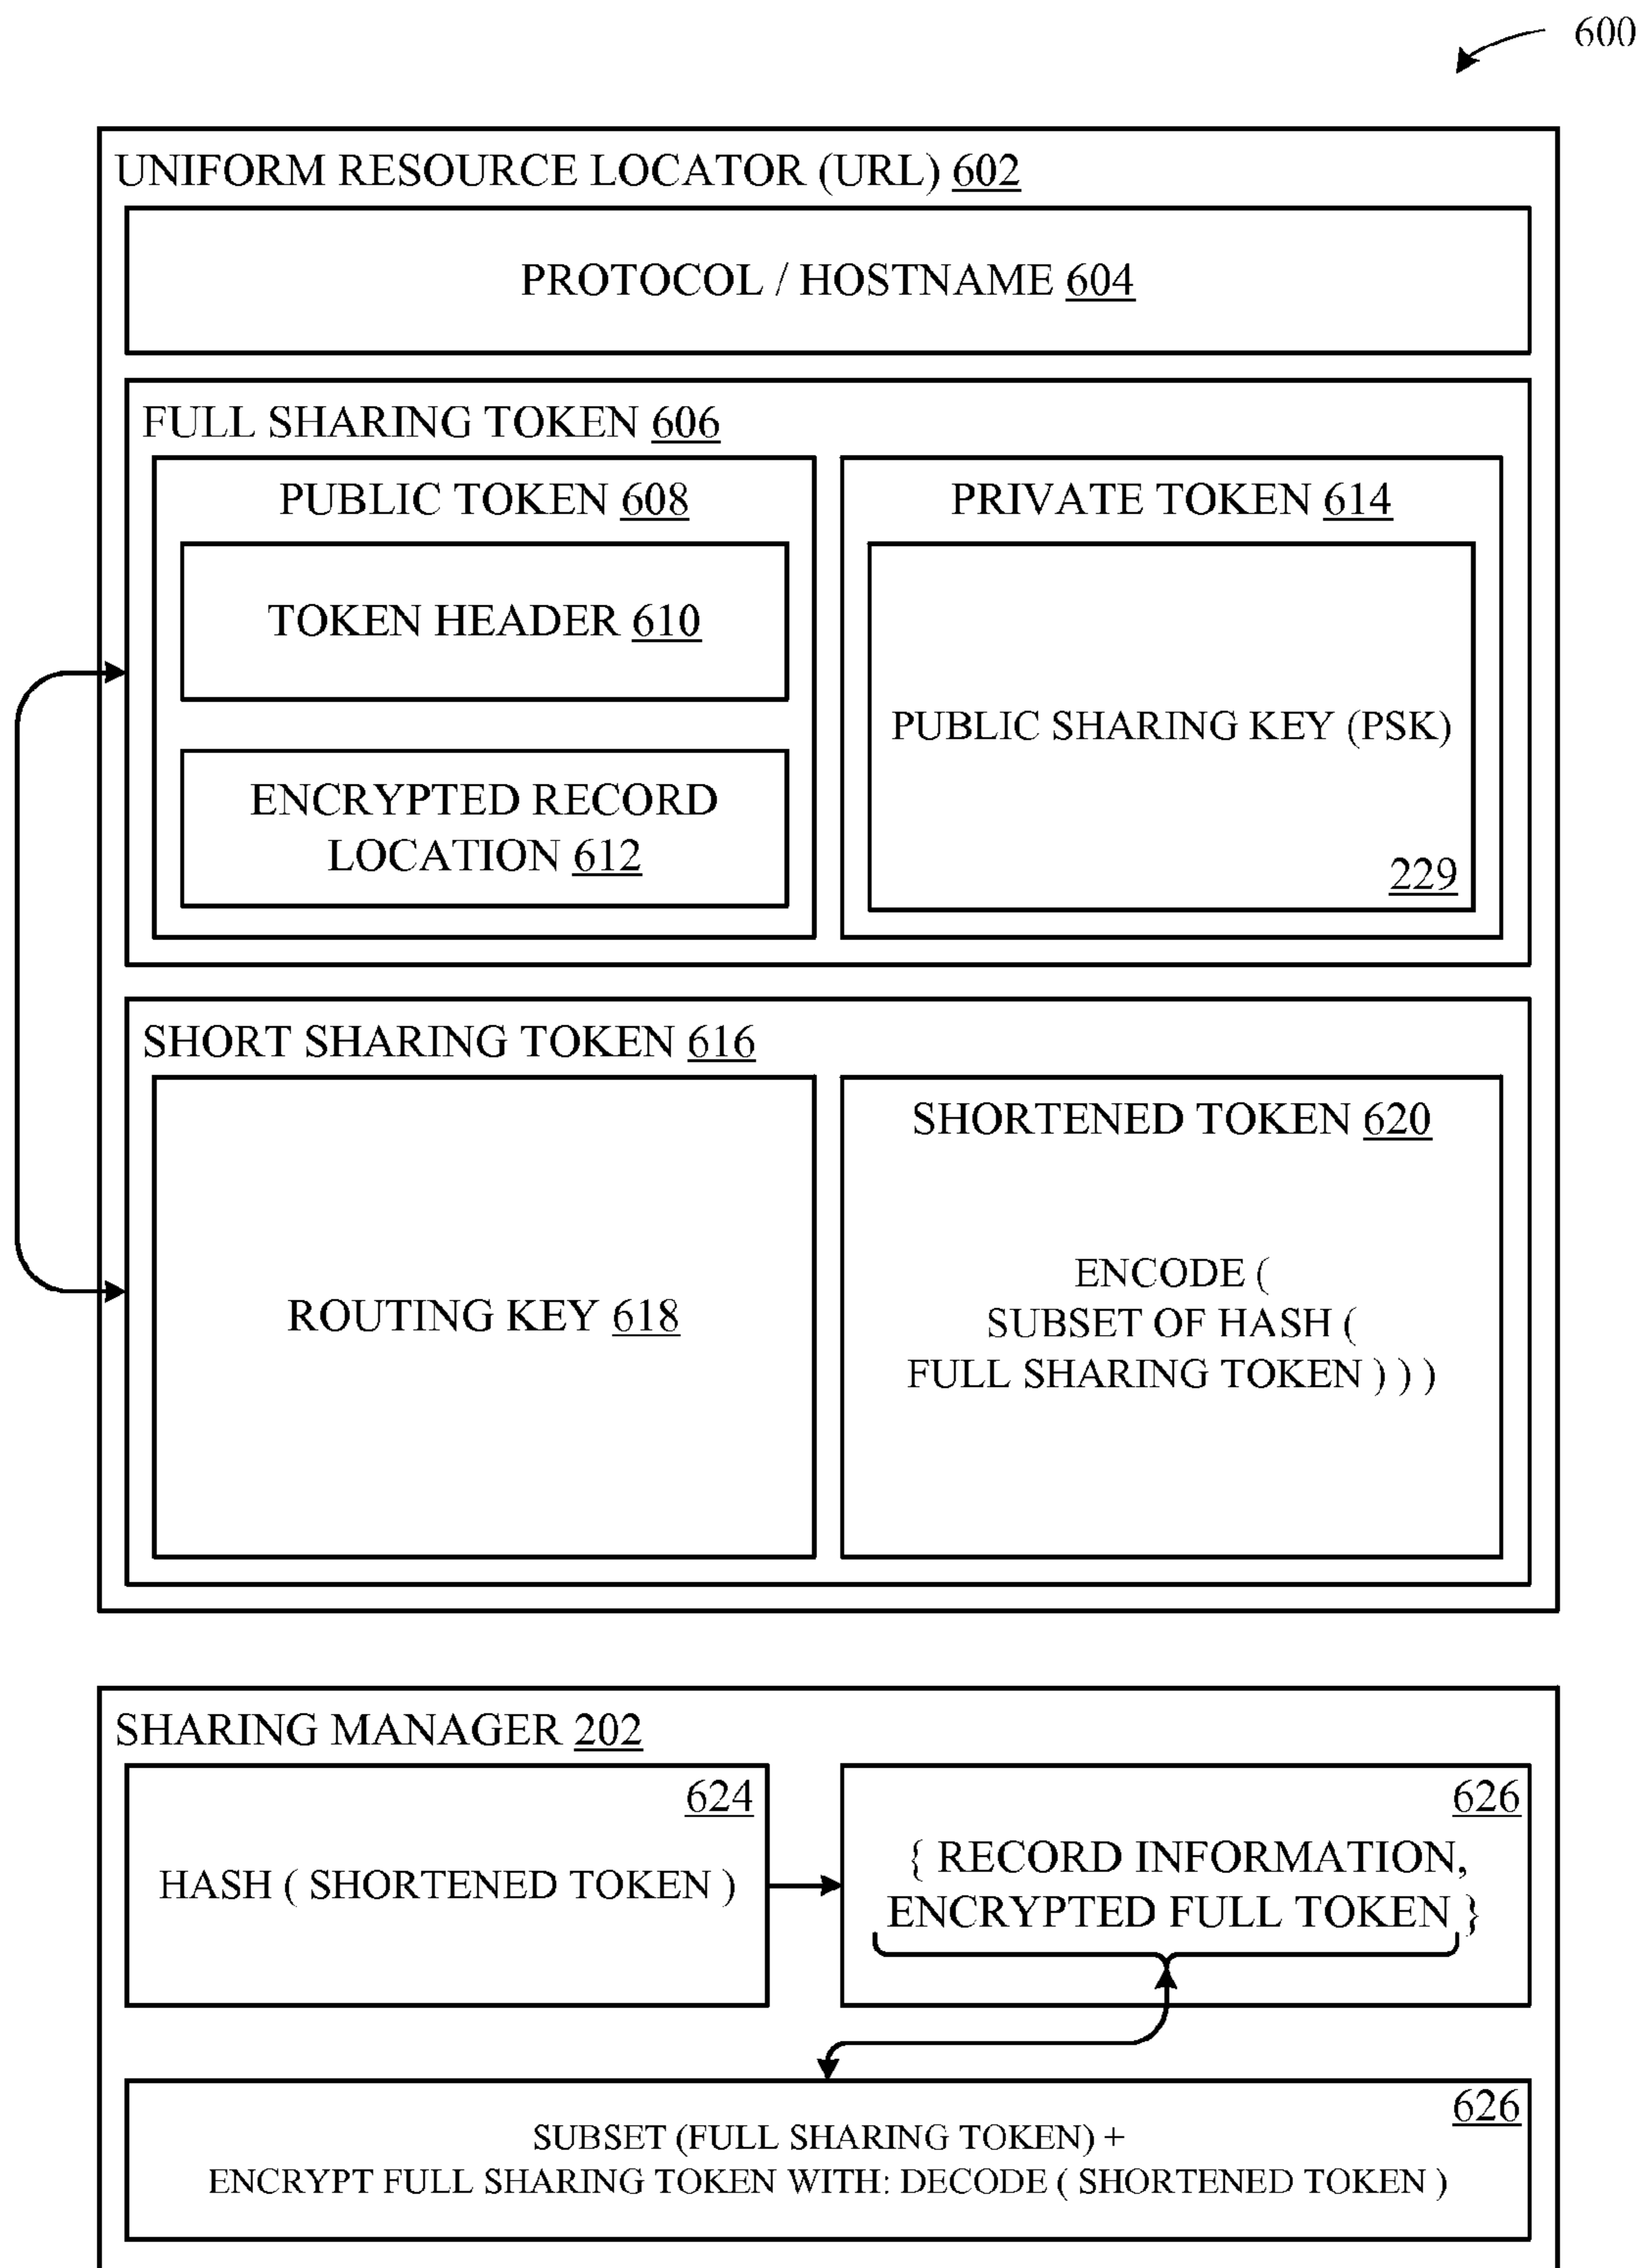 600
UNIFORM RESOURCE LOCATOR (URL) 602
PROTOCOL / HOSTNAME 604
FULL SHARING TOKEN 606
PUBLIC TOKEN 608
TOKEN HEADER 610
ENCRYPTED RECORD
LOCATION 612
PRIVATE TOKEN 614
PUBLIC SHARING KEY (PSK)
229
SHORT SHARING TOKEN 616
ROUTING KEY 618
SHORTENED TOKEN 620
ENCODE (
SUBSET OF HASH (
FULL SHARING TOKEN ) ) )
SHARING MANAGER 202
624
HASH ( SHORTENED TOKEN )
626
{ RECORD INFORMATION,
ENCRYPTED FULL TOKEN }
626
SUBSET (FULL SHARING TOKEN) +
ENCRYPT FULL SHARING TOKEN WITH: DECODE ( SHORTENED TOKEN )